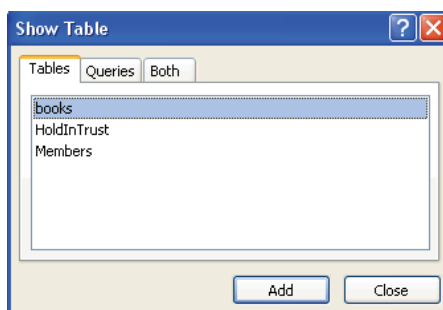 Show Table
?
Tables Queries Both
books
HoldInTrust
Members
Add Close